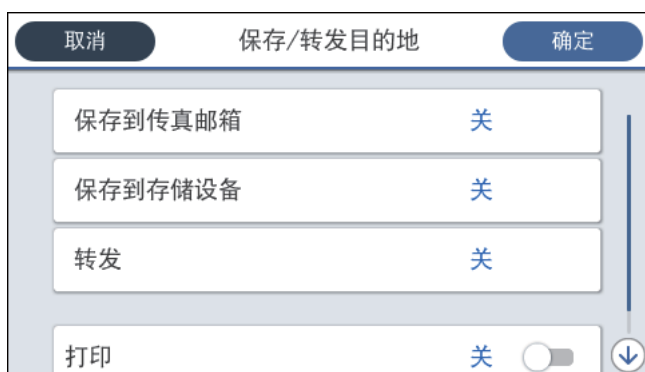 取消 保存/转发目的地 确定
保存到传真邮箱 关
保存到存储设备 关
转发 关
打印 关